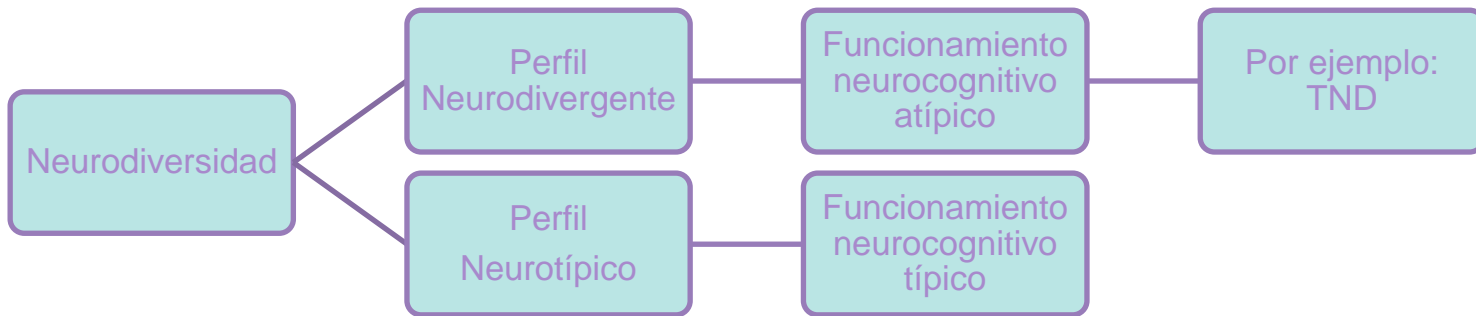 Neurodiversidad
Perfil
Neurodivergente
Funcionamiento
neurocognitivo
atípico
Por ejemplo:
TND
Perfil
Neurotípico
Funcionamiento
neurocognitivo
típico